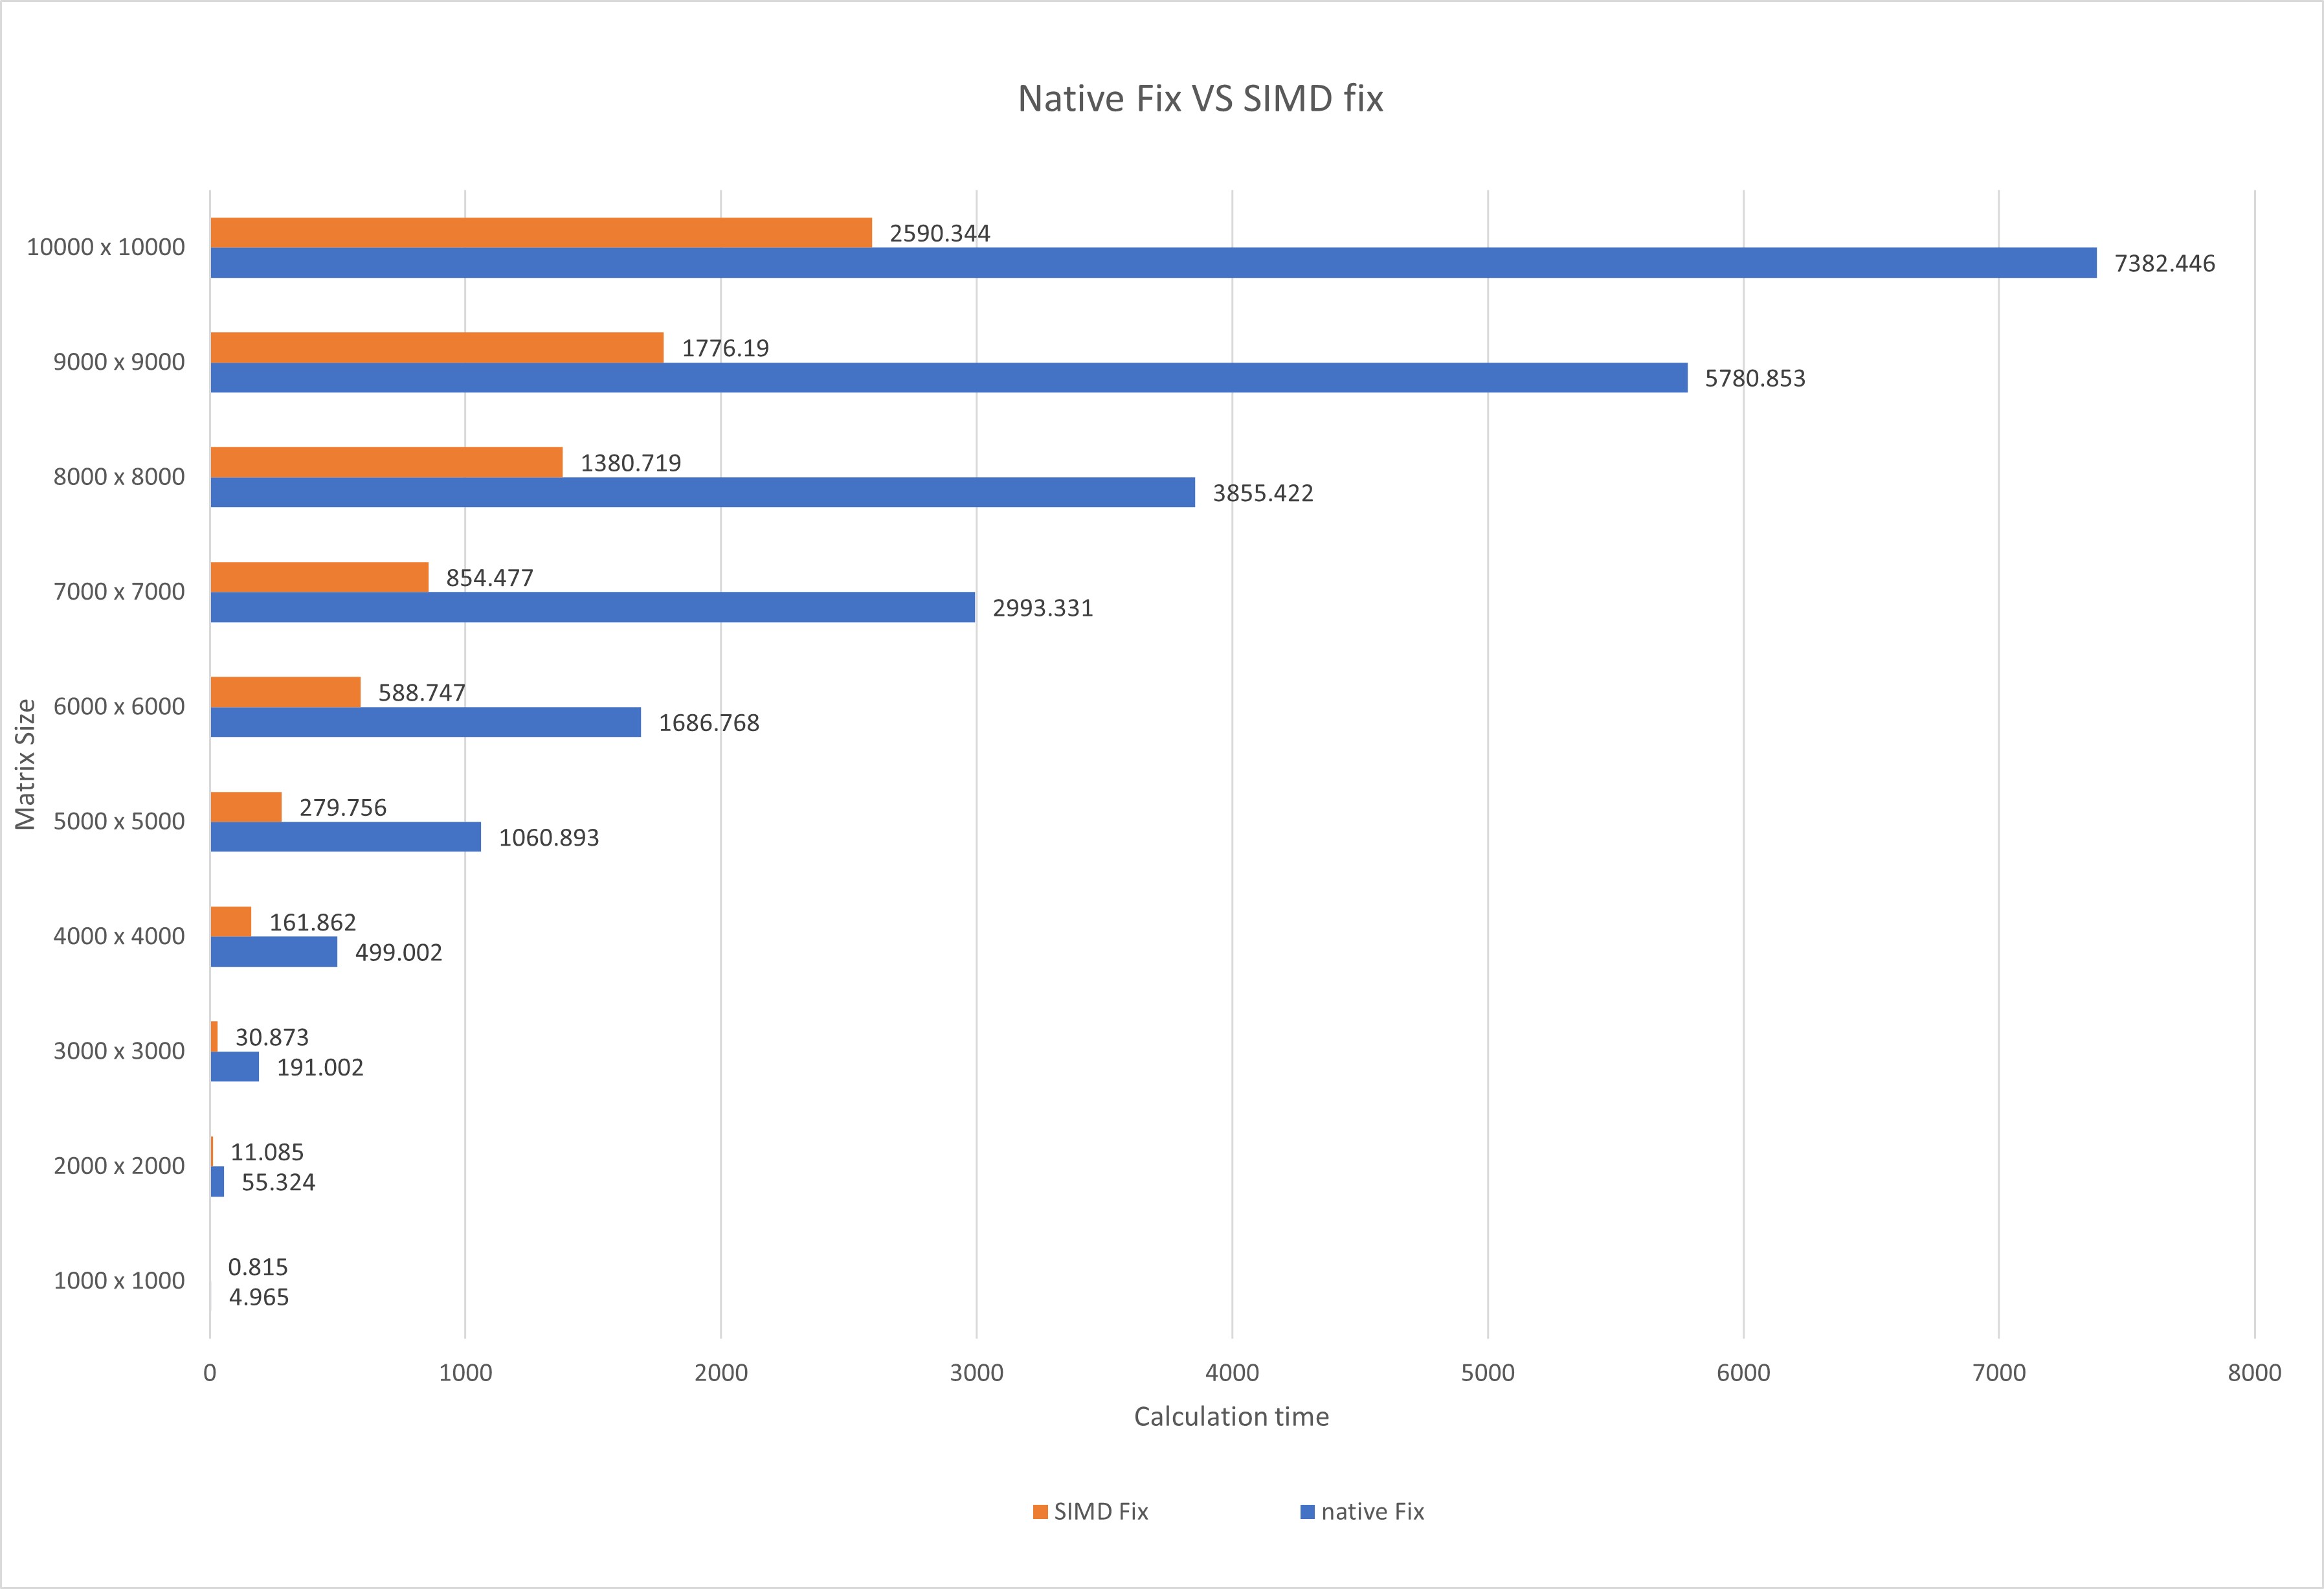 Native Fix VS SIMD fix
10000 x 10000
2590.344
7382.446
9000 x 9000
1776.19
5780.853
8000 x 8000
1380.719
3855.422
7000 x 7000
854.477
2993.331
6000 x 6000
588.747
1686.768
5000 x 5000
279.756
1060.893
4000 x 4000
161.862
499.002
3000 x 3000
30.873
191.002
2000 x 2000
11.085
55.324
1000 x 1000
0.815
4.965
Matrix Size
0 1000 2000 3000 4000 5000 6000 7000 8000
Calculation time
SIMD Fix native Fix